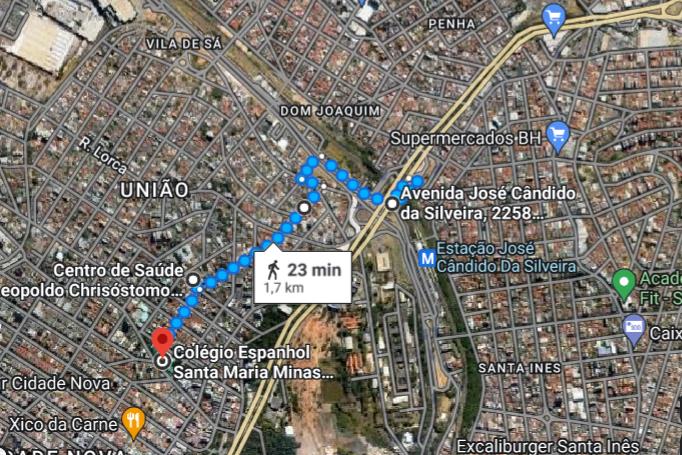 PENHA
VILA DE SÁ
DOM JOAQUIM
Supermercados BH
R. Lorca
UNIÃO
Avenida José Cândido
da Silveira, 2258...
Estação José
Cândido Da Silveira
M
23 min
1,7 km
Centro de Saúde
eopoldo Chrisóstomo...
Acade
Fit - S
Caix
Colégio Espanhol
Santa Maria Minas...
SANTA INES
r Cidade Nova
Xico da Carne
Excaliburger Santa Inês
ADE NOVA